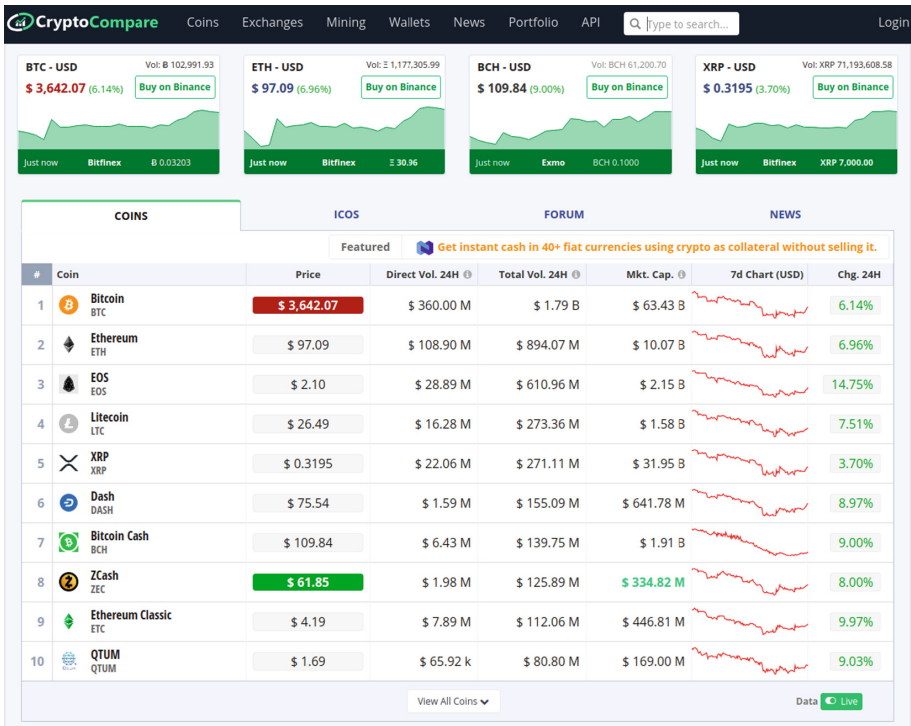 CryptoCompare Coins Exchanges Mining Wallets News Portfolio API Type to search... Login
BTC - USD Vol: Ƀ 102,991.93
$ 3,642.07 (6.14%) Buy on Binance
Just now Bitfinex Ƀ 0.03203
ETH - USD Vol: Ξ 1,177,305.99
$ 97.09 (6.96%) Buy on Binance
Just now Bitfinex Ξ 30.96
BCH - USD Vol: BCH 61,200.70
$ 109.84 (9.00%) Buy on Binance
Just now Exmo BCH 0.1000
XRP - USD Vol: XRP 71,193,608.58
$ 0.3195 (3.70%) Buy on Binance
Just now Bitfinex XRP 7,000.00
COINS ICOS FORUM NEWS
Featured Get instant cash in 40+ fiat currencies using crypto as collateral without selling it.
# Coin Price Direct Vol. 24H Total Vol. 24H Mkt. Cap. 7d Chart (USD) Chg. 24H
1 Bitcoin $ 3,642.07 $ 360.00 M $ 1.79 B $ 63.43 B 6.14%
BTC
2 Ethereum $ 97.09 $ 108.90 M $ 894.07 M $ 10.07 B 6.96%
ETH
3 EOS $ 2.10 $ 28.89 M $ 610.96 M $ 2.15 B 14.75%
EOS
4 Litecoin $ 26.49 $ 16.28 M $ 273.36 M $ 1.58 B 7.51%
LTC
5 XRP $ 0.3195 $ 22.06 M $ 271.11 M $ 31.95 B 3.70%
XRP
6 Dash $ 75.54 $ 1.59 M $ 155.09 M $ 641.78 M 8.97%
DASH
7 Bitcoin Cash $ 109.84 $ 6.43 M $ 139.75 M $ 1.91 B 9.00%
BCH
8 ZCash $ 61.85 $ 1.98 M $ 125.89 M $ 334.82 M 8.00%
ZEC
9 Ethereum Classic $ 4.19 $ 7.89 M $ 112.06 M $ 446.81 M 9.97%
ETC
10 QTUM $ 1.69 $ 65.92 k $ 80.80 M $ 169.00 M 9.03%
QTUM
View All Coins Data Live